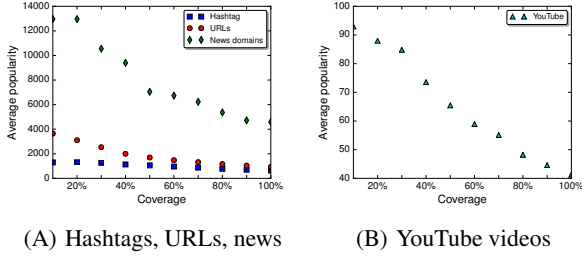 14000
12000
10000
8000
6000
4000
2000
0
20% 40% 60% 80% 100%
Coverage
Average popularity
Hashtag
URLs
News domains
(A) Hashtags, URLs, news
100
90
80
70
60
50
40
20% 40% 60% 80% 100%
Coverage
Average popularity
YouTube
(B) YouTube videos